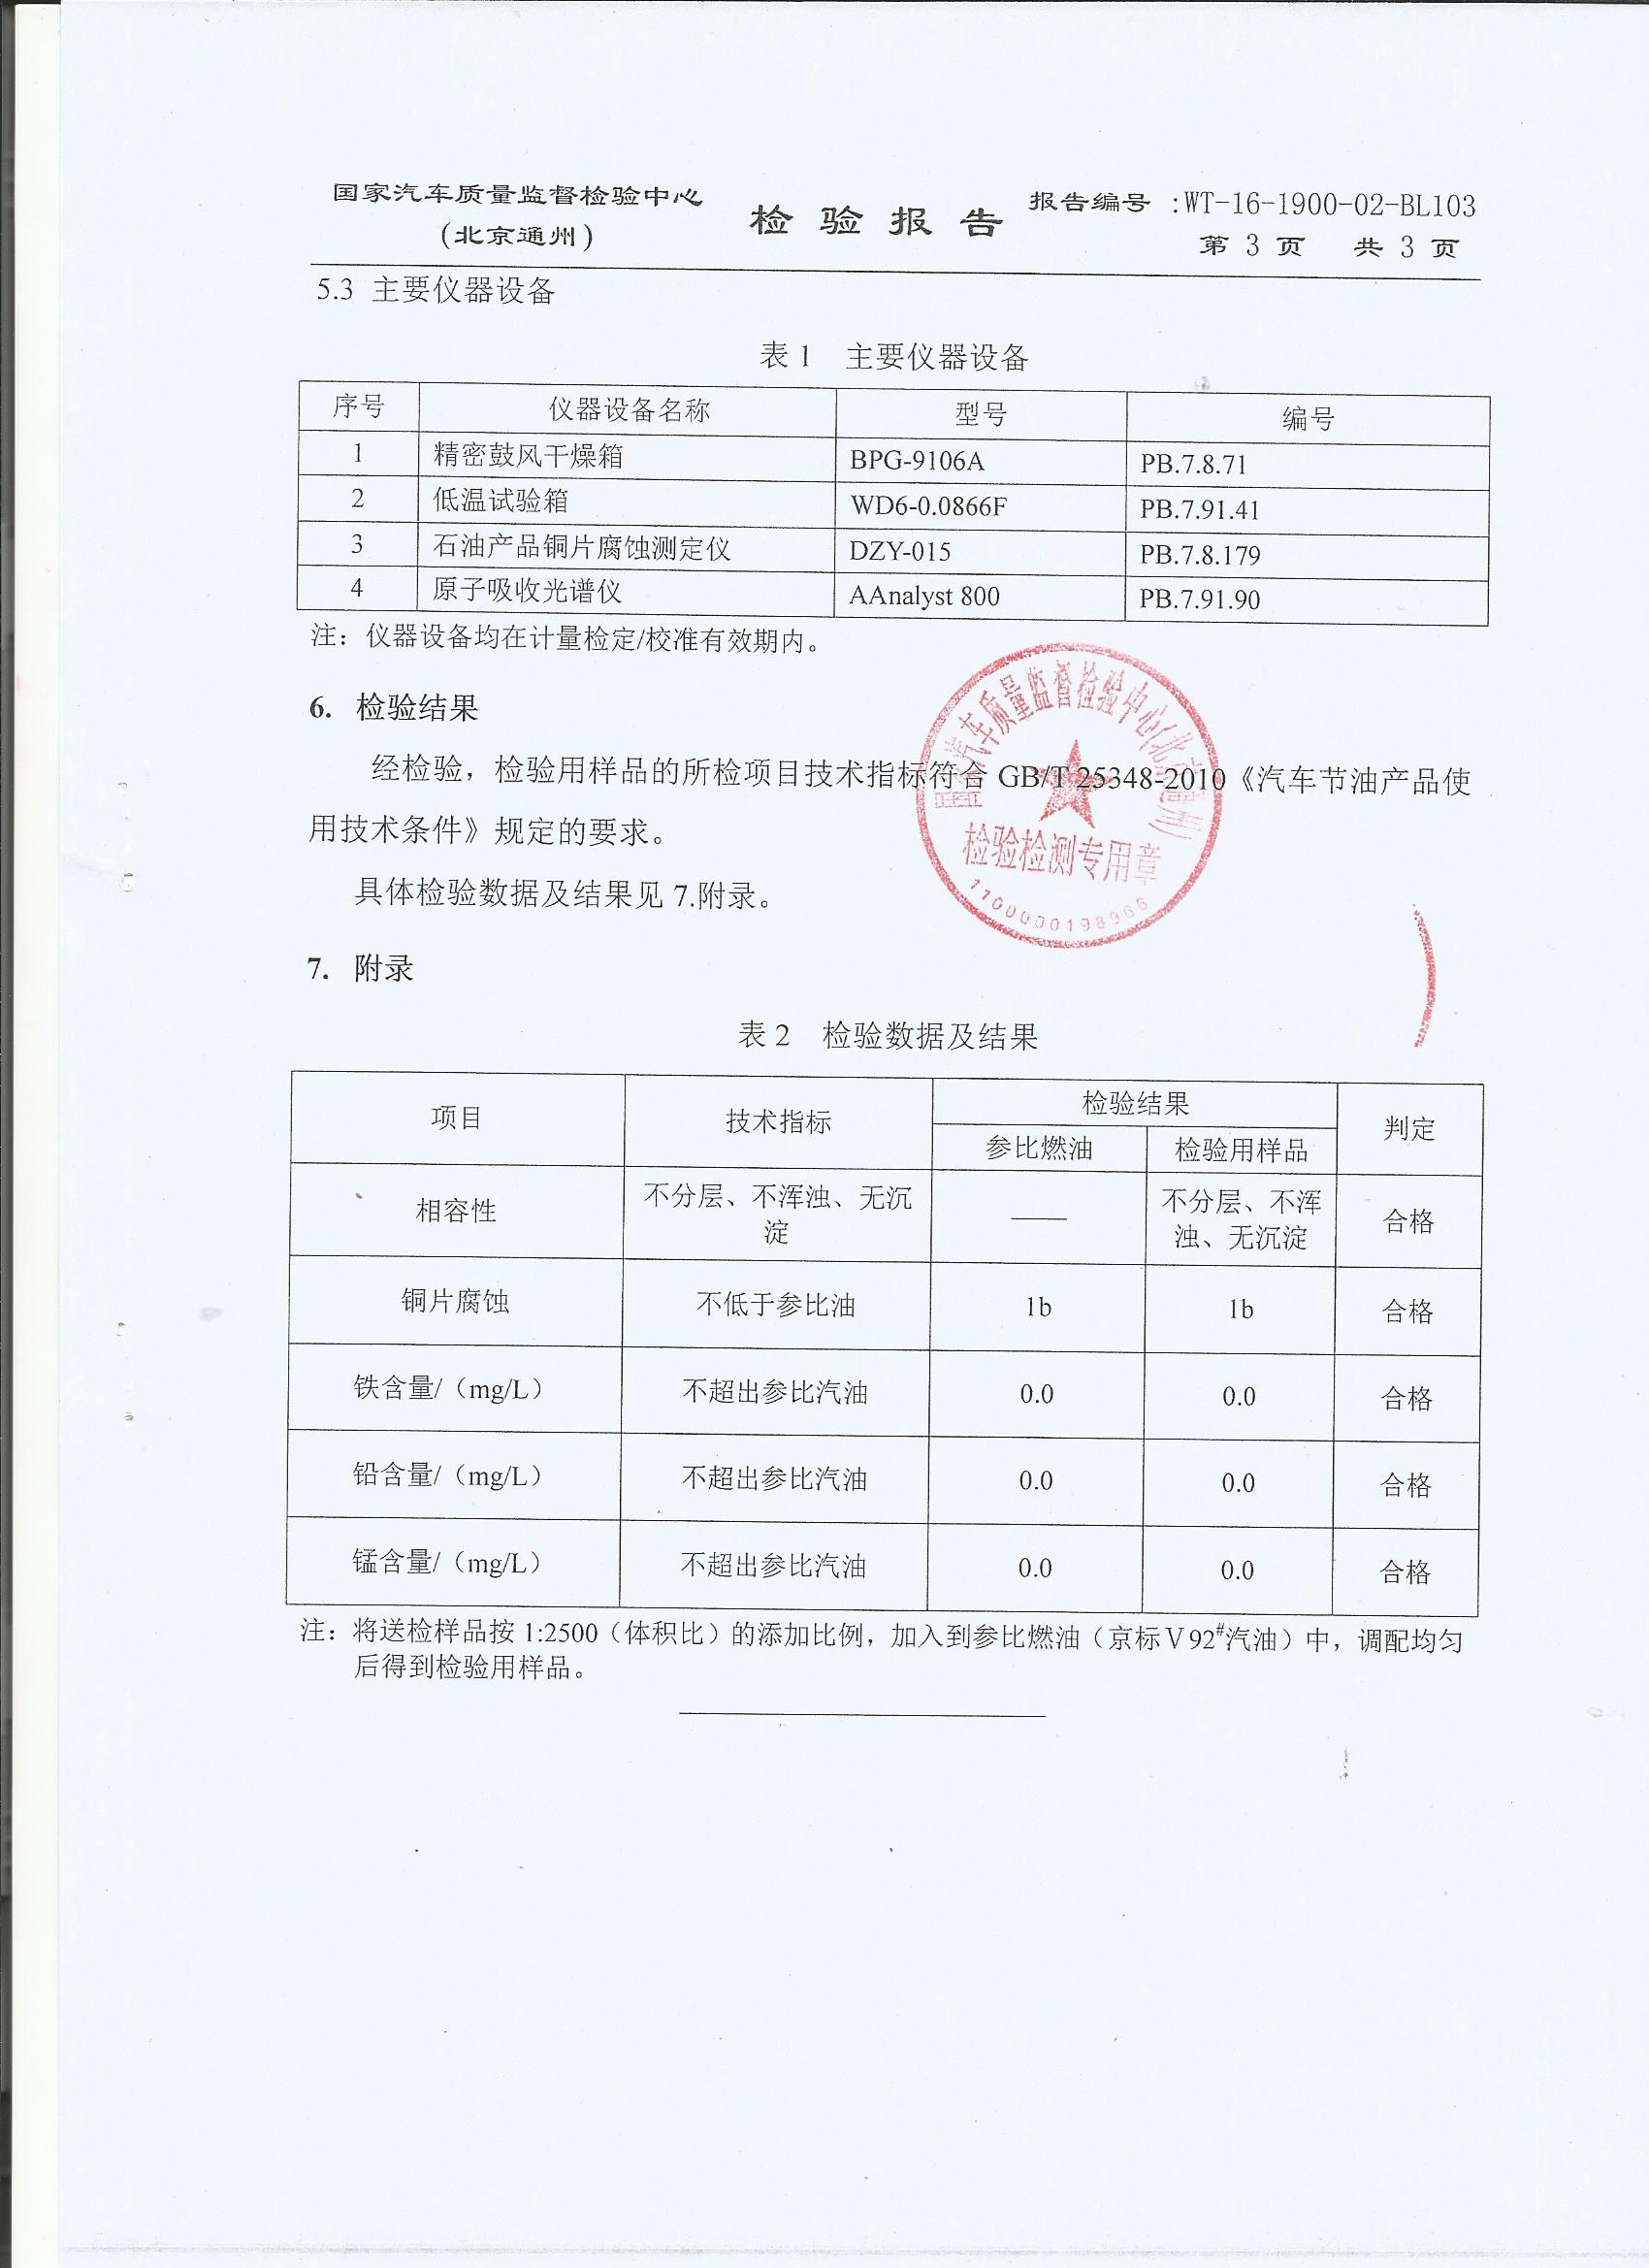 国家汽车质量监督检验中心
(北京通州)
检 验 报 告
报告编号 :WT-16-1900-02-BL103
第 3 页 共 3 页
5.3 主要仪器设备
表 1 主要仪器设备
序号 仪器设备名称 型号 编号
1 精密鼓风干燥箱 BPG-9106A PB.7.8.71
2 低温试验箱 WD6-0.0866F PB.7.91.41
3 石油产品铜片腐蚀测定仪 DZY-015 PB.7.8.179
4 原子吸收光谱仪 AAnalyst 800 PB.7.91.90
注：仪器设备均在计量检定/校准有效期内。
6. 检验结果
经检验，检验用样品的所检项目技术指标符合 GB/T 25348-2010《汽车节油产品使
用技术条件》规定的要求。
具体检验数据及结果见 7.附录。
国家汽车质量监督检验中心(北京通州)
检验检测专用章
1100000198966
7. 附录
表 2 检验数据及结果
项目 技术指标 检验结果 判定
参比燃油 检验用样品
相容性 不分层、不浑浊、无沉 —— 不分层、不浑 合格
淀 浊、无沉淀
铜片腐蚀 不低于参比油 1b 1b 合格
铁含量/（mg/L） 不超出参比汽油 0.0 0.0 合格
铅含量/（mg/L） 不超出参比汽油 0.0 0.0 合格
锰含量/（mg/L） 不超出参比汽油 0.0 0.0 合格
注：将送检样品按 1:2500（体积比）的添加比例，加入到参比燃油（京标Ⅴ92#汽油）中，调配均匀
后得到检验用样品。